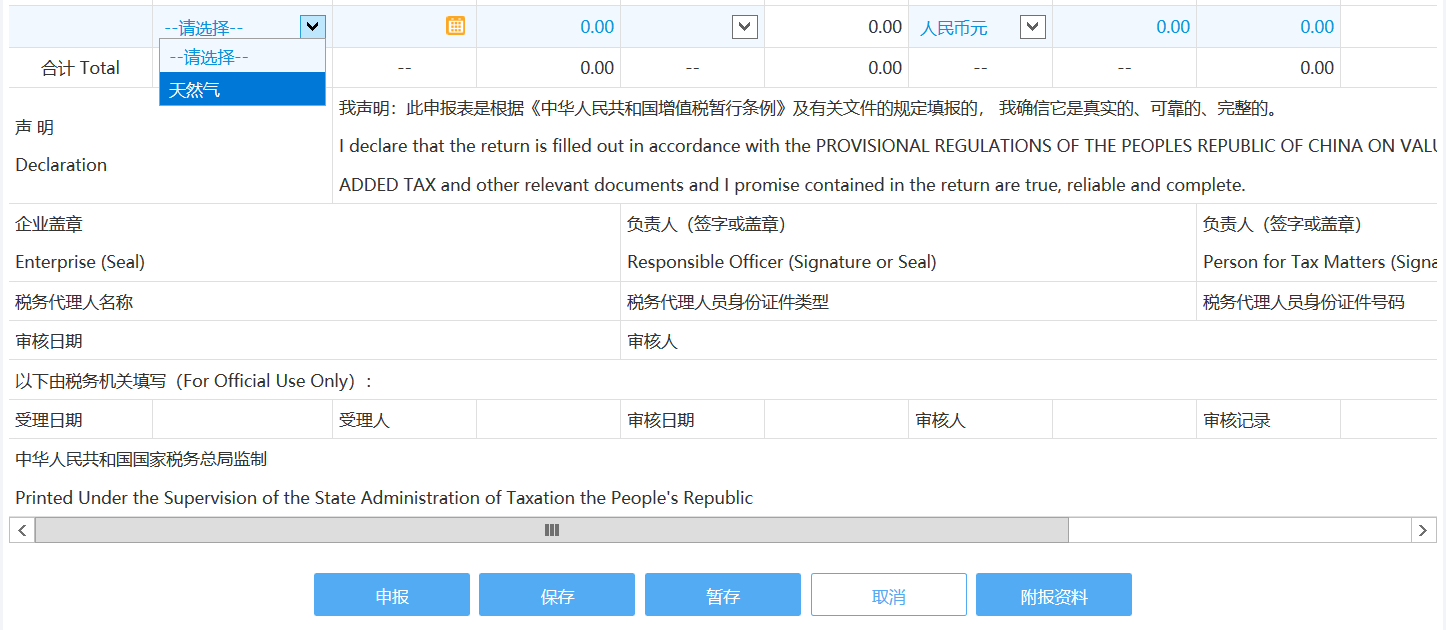 --请选择-- 0.00 0.00 人民币元 0.00 0.00
--请选择--
合计 Total -- 0.00 -- 0.00 -- -- 0.00
天然气
我声明：此申报表是根据《中华人民共和国增值税暂行条例》及有关文件的规定填报的， 我确信它是真实的、可靠的、完整的。
声 明
I declare that the return is filled out in accordance with the PROVISIONAL REGULATIONS OF THE PEOPLES REPUBLIC OF CHINA ON VALU
Declaration
ADDED TAX and other relevant documents and I promise contained in the return are true, reliable and complete.
企业盖章 负责人（签字或盖章） 负责人（签字或盖章）
Enterprise (Seal) Responsible Officer (Signature or Seal) Person for Tax Matters (Signa
税务代理人名称 税务代理人员身份证件类型 税务代理人员身份证件号码
审核日期 审核人
以下由税务机关填写（For Official Use Only）:
受理日期 受理人 审核日期 审核人 审核记录
中华人民共和国国家税务总局监制
Printed Under the Supervision of the State Administration of Taxation the People's Republic
申报 保存 暂存 取消 附报资料